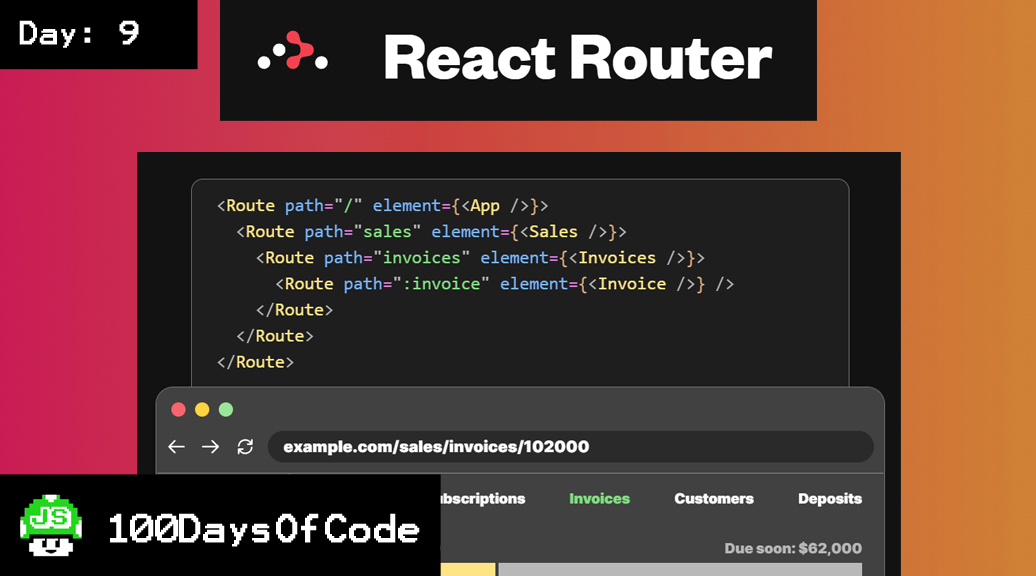 Day: 9
React Router
<Route path="/" element={<App />}>
<Route path="sales" element={<Sales />}>
<Route path="invoices" element={<Invoices />}>
<Route path=":invoice" element={<Invoice />} />
</Route>
</Route>
</Route>
example.com/sales/invoices/102000
ubscriptions Invoices Customers Deposits
JS 100DaysOfCode
Due soon: $62,000